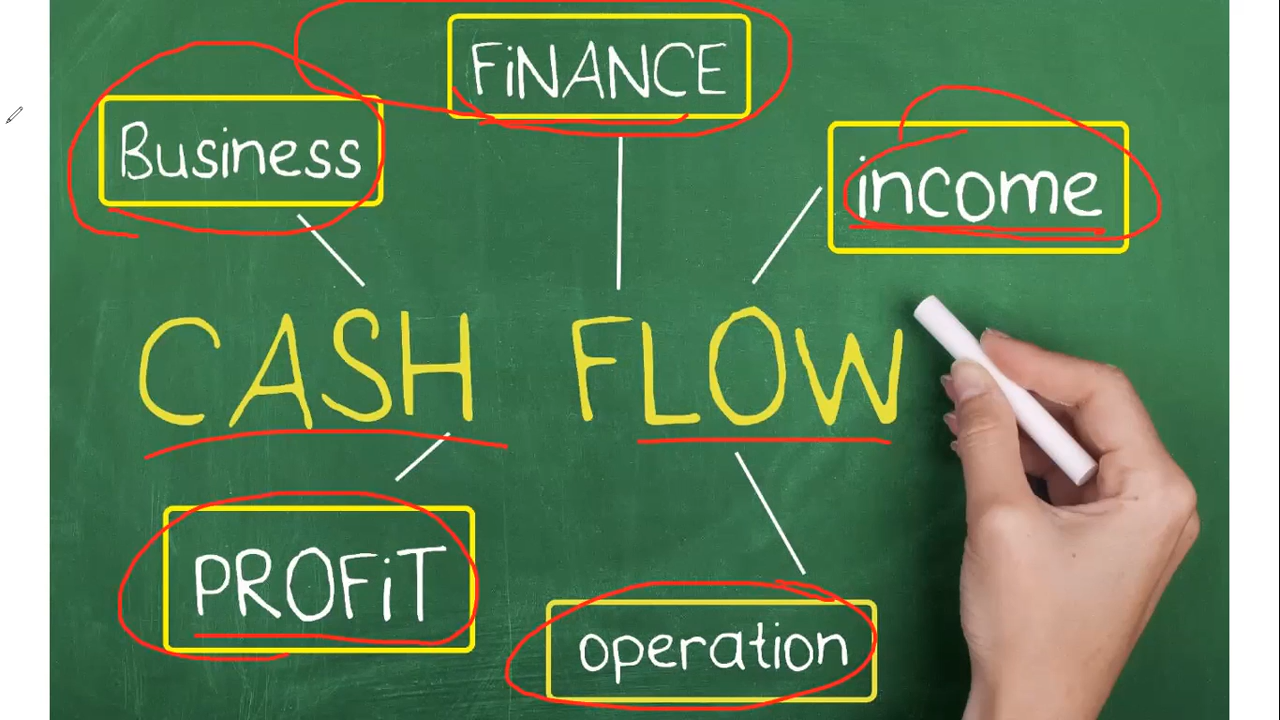 FiNANCE
Business
income
CASH FLOW
PROFiT
operation